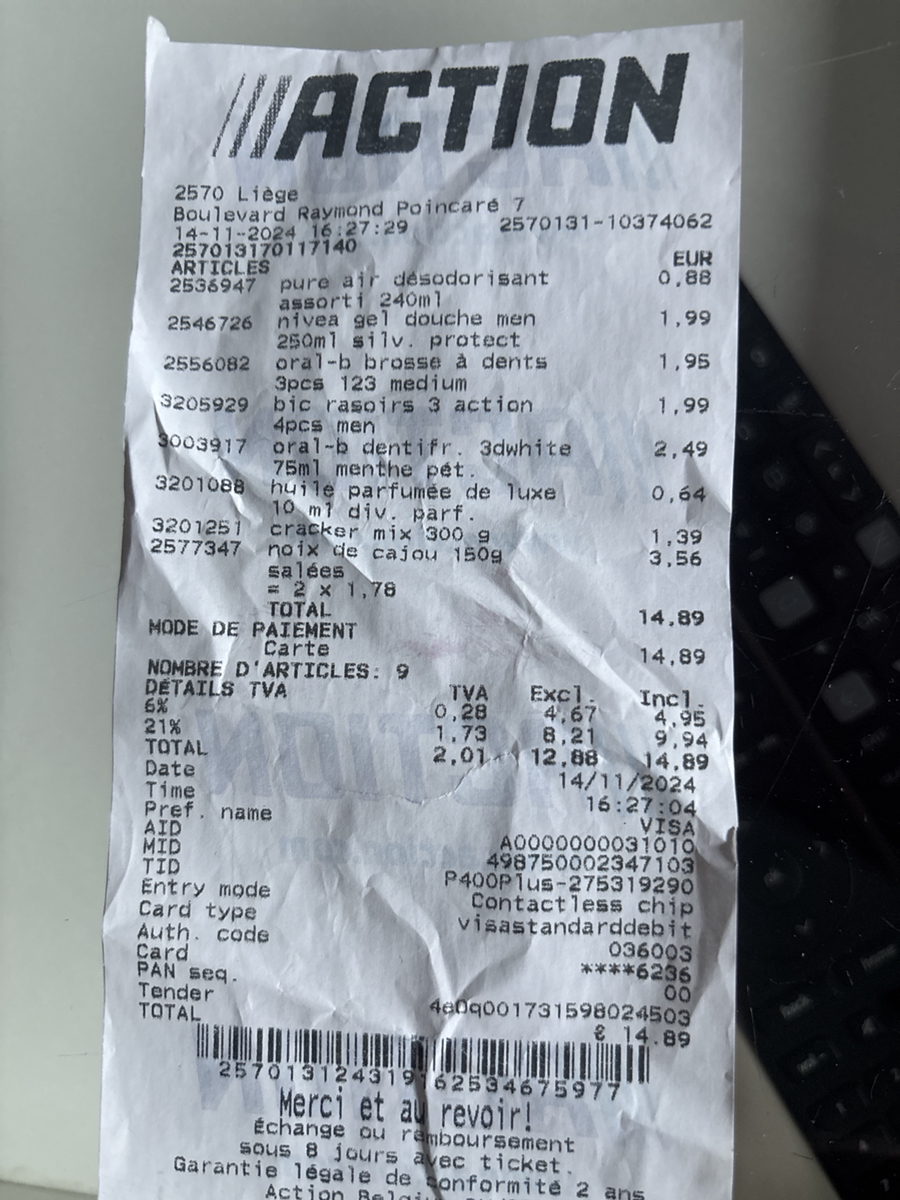 ///ACTION
2570 Liège
Boulevard Raymond Poincaré 7
14-11-2024 16:27:29 2570131-10374062
257013170117140
ARTICLES EUR
2536947 pure air désodorisant 0,88
assorti 240ml
2546726 nivea gel douche men 1,99
250ml silv. protect
2556082 oral-b brosse à dents 1,95
3pcs 123 medium
3205929 bic rasoirs 3 action 1,99
4pcs men
3003917 oral-b dentifr. 3dwhite 2,49
75ml menthe pét.
3201088 huile parfumée de luxe 0,64
10 ml div. parf.
3201251 cracker mix 300 g 1,39
2577347 noix de cajou 150g 3,56
salées
= 2 x 1,78
TOTAL 14,89
MODE DE PAIEMENT
Carte 14,89
NOMBRE D'ARTICLES: 9
DÉTAILS TVA TVA Excl. Incl.
6% 0,28 4,67 4,95
21% 1,73 8,21 9,94
TOTAL 2,01 12,88 14,89
Date 14/11/2024
Time 16:27:04
Pref. name VISA
AID A0000000031010
MID 498750002347103
TID P400Plus-275319290
Entry mode Contactless chip
Card type visastandarddebit
Auth. code 036003
Card ****6236
PAN seq. 00
Tender 4a0q001731598024503
TOTAL € 14.89
257013124319162534675977
Merci et au revoir!
Échange ou remboursement
sous 8 jours avec ticket.
Garantie légale de conformité 2 ans
Action